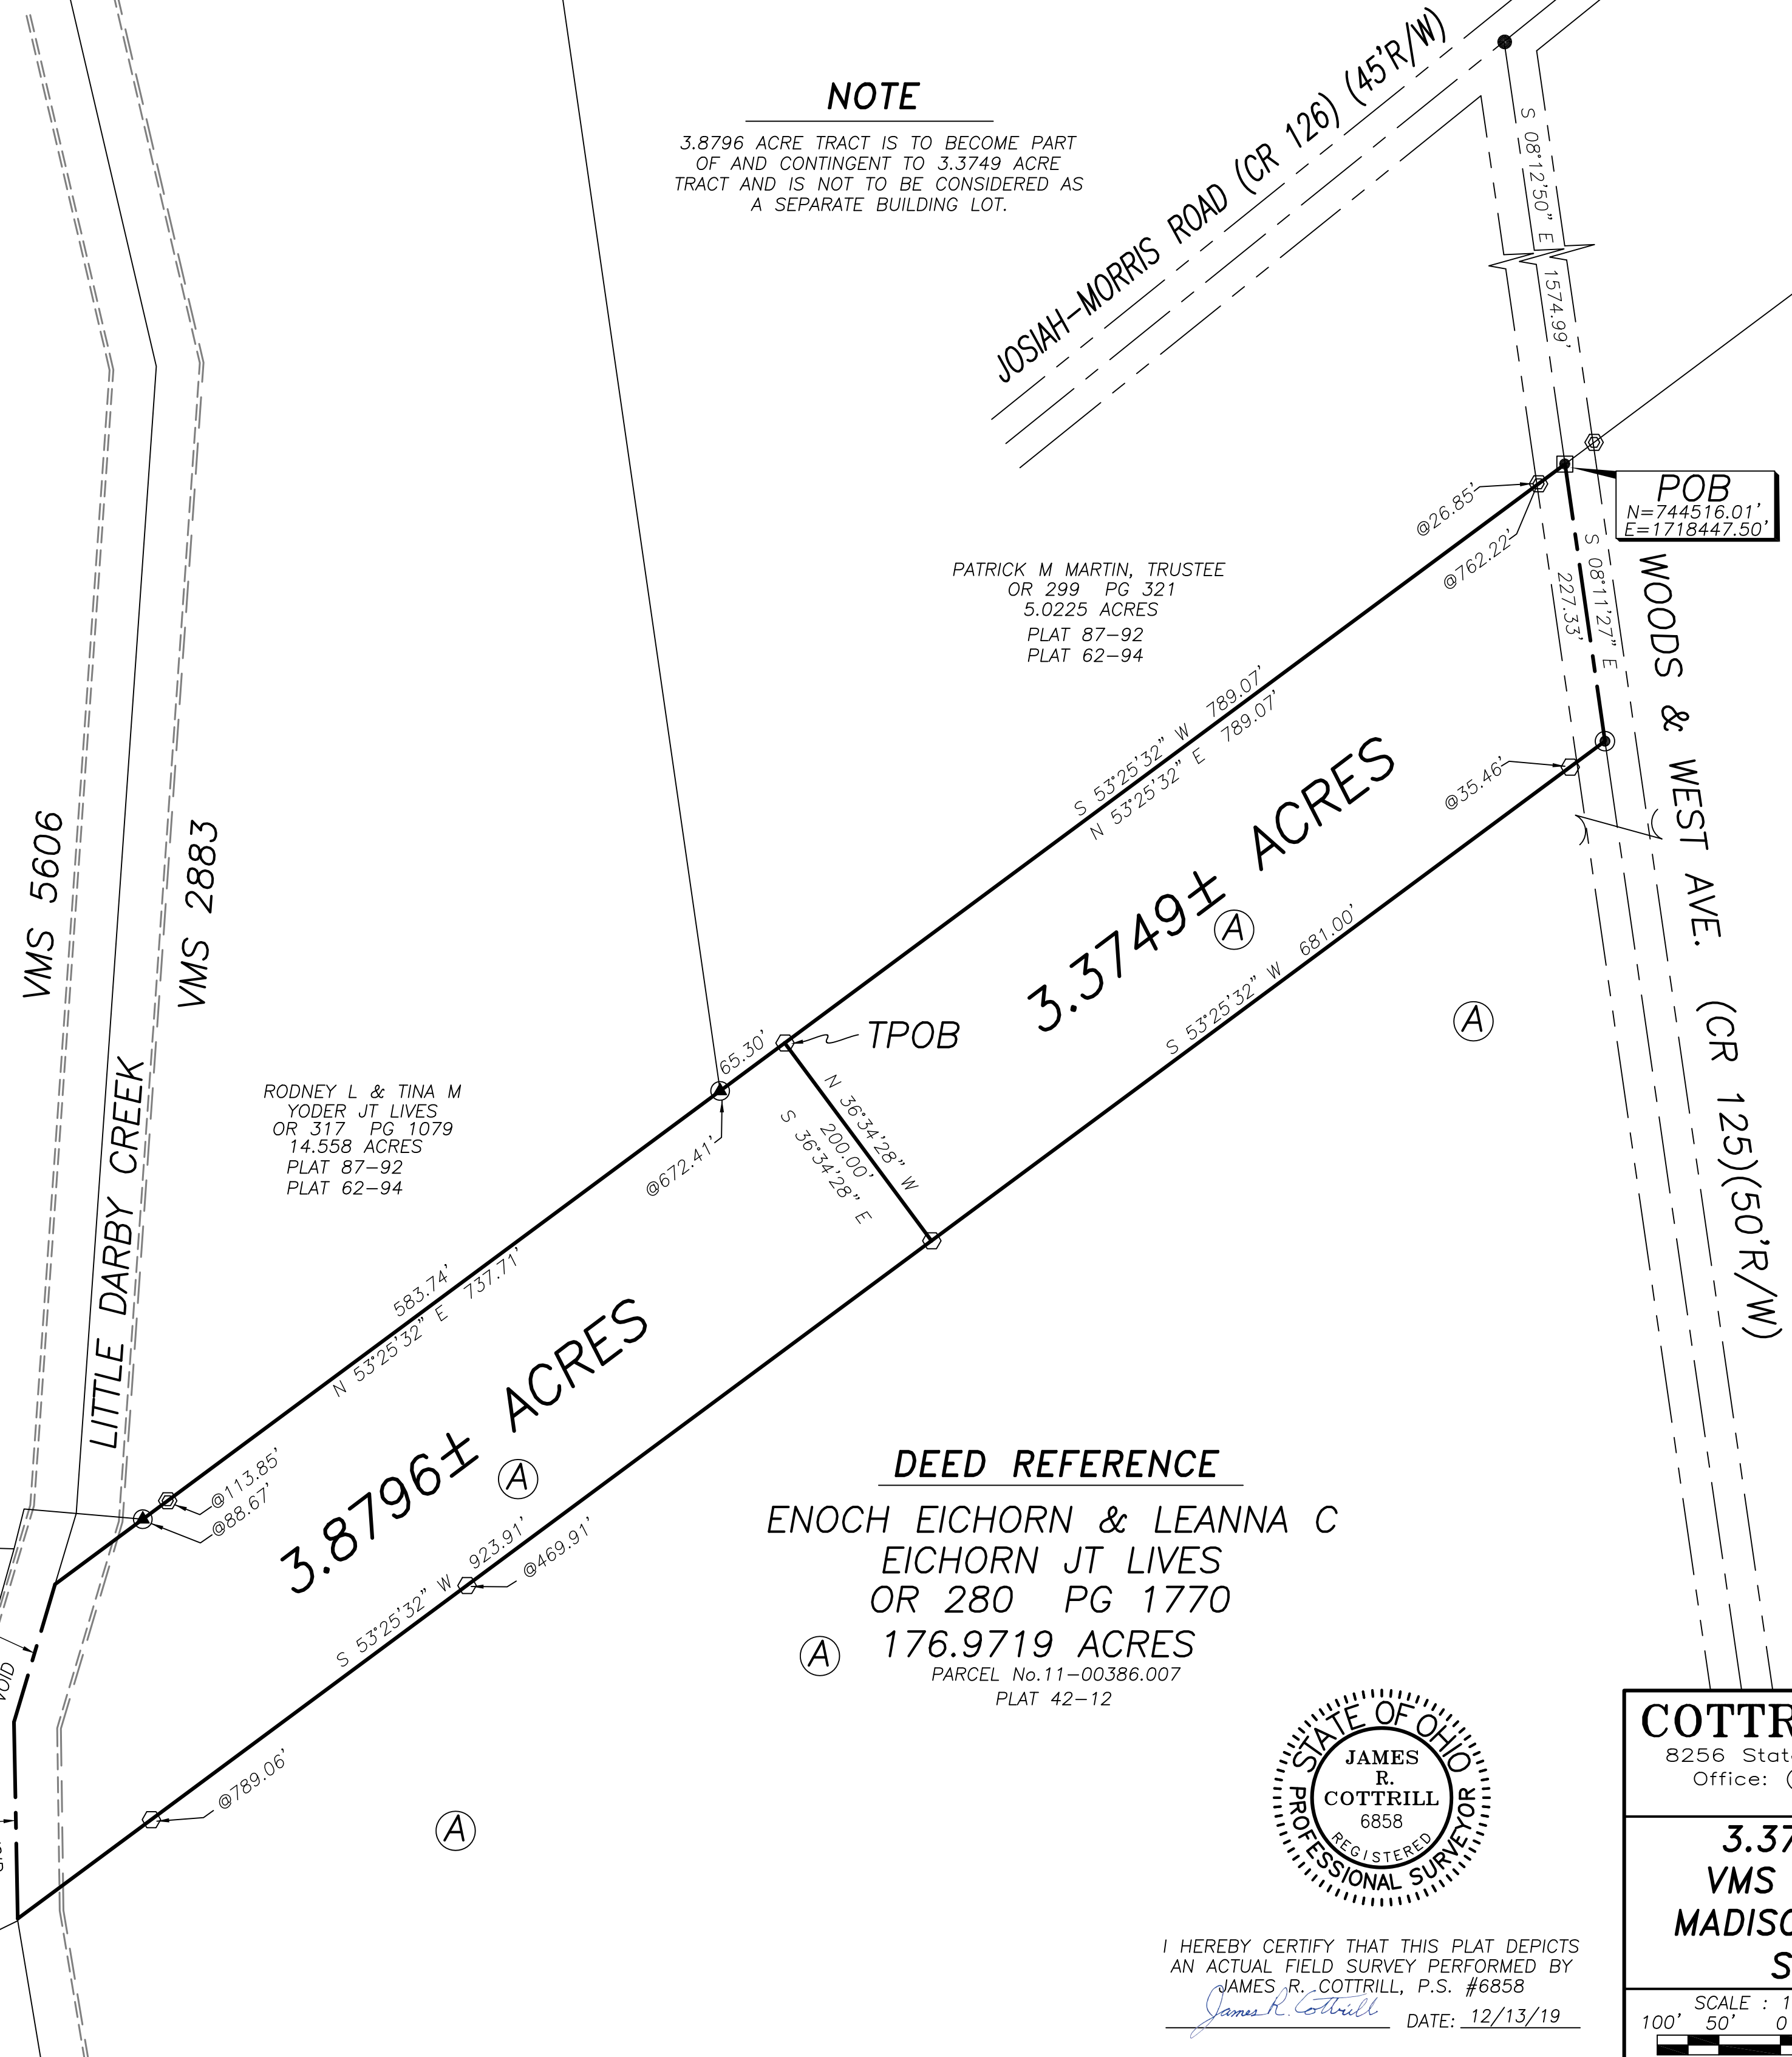 NOTE
3.8796 ACRE TRACT IS TO BECOME PART
OF AND CONTINGENT TO 3.3749 ACRE
TRACT AND IS NOT TO BE CONSIDERED AS
A SEPARATE BUILDING LOT.
JOSIAH-MORRIS ROAD (CR 126) (45'R/W)
S 08°12'50" E
1574.99'
POB
N=744516.01'
E=1718447.50'
@26.85'
@762.22'
S 08°11'27" E
227.33'
WOODS & WEST AVE. (CR 125)(50'R/W)
PATRICK M MARTIN, TRUSTEE
OR 299 PG 321
5.0225 ACRES
PLAT 87-92
PLAT 62-94
S 53°25'32" W 789.07'
N 53°25'32" E 789.07'
@35.46'
3.3749± ACRES
A
S 53°25'32" W 681.00'
A
VMS 5606
VMS 2883
LITTLE DARBY CREEK
TPOB
65.30'
@672.41'
N 36°34'28" W
200.00'
S 36°34'28" E
RODNEY L & TINA M
YODER JT LIVES
OR 317 PG 1079
14.558 ACRES
PLAT 87-92
PLAT 62-94
583.74'
N 53°25'32" E 737.71'
3.8796± ACRES
A
@113.85'
@88.67'
S 53°25'32" W 923.91'
@469.91'
@789.06'
A
VOID
DEED REFERENCE
ENOCH EICHORN & LEANNA C
EICHORN JT LIVES
OR 280 PG 1770
A 176.9719 ACRES
PARCEL No.11-00386.007
PLAT 42-12
STATE OF OHIO
JAMES
R.
COTTRILL
6858
REGISTERED
PROFESSIONAL SURVEYOR
I HEREBY CERTIFY THAT THIS PLAT DEPICTS
AN ACTUAL FIELD SURVEY PERFORMED BY
JAMES R. COTTRILL, P.S. #6858
James R. Cottrill DATE: 12/13/19
COTTR
8256 Stat
Office: (
3.37
VMS
MADISO
S
SCALE : 1
100' 50' 0